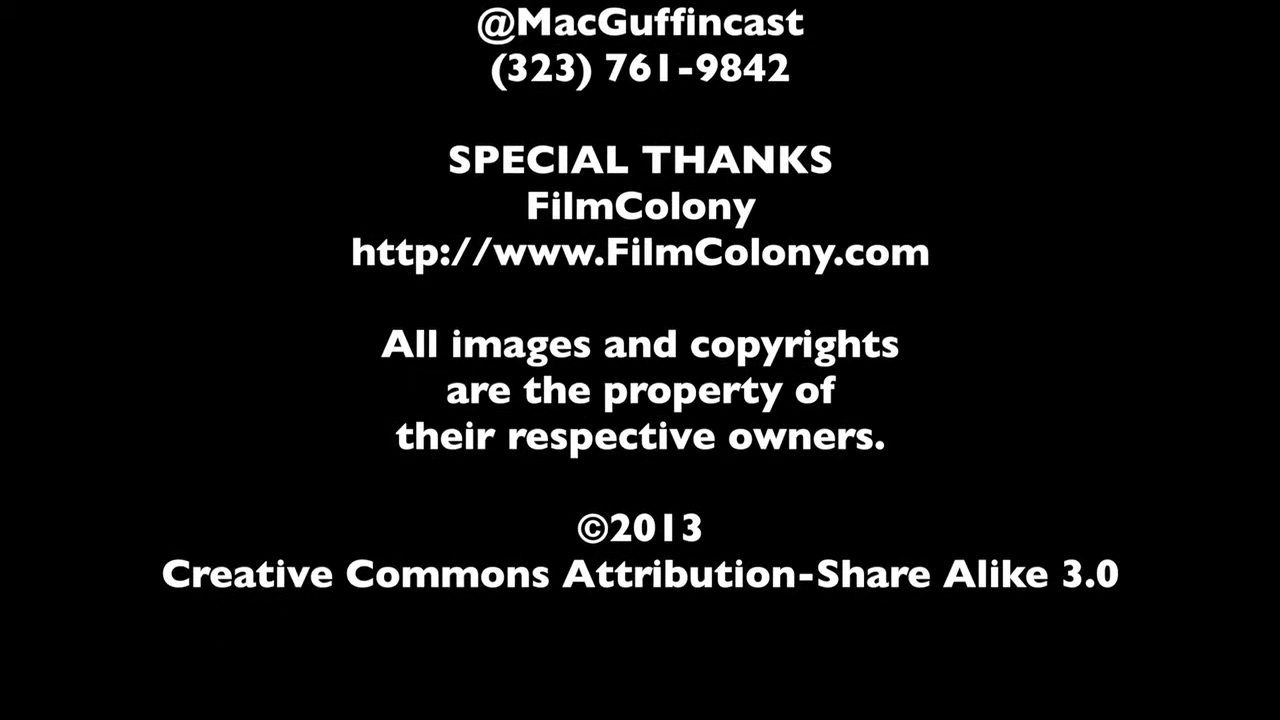 @MacGuffincast
(323) 761-9842
SPECIAL THANKS
FilmColony
http://www.FilmColony.com
All images and copyrights
are the property of
their respective owners.
©2013
Creative Commons Attribution-Share Alike 3.0